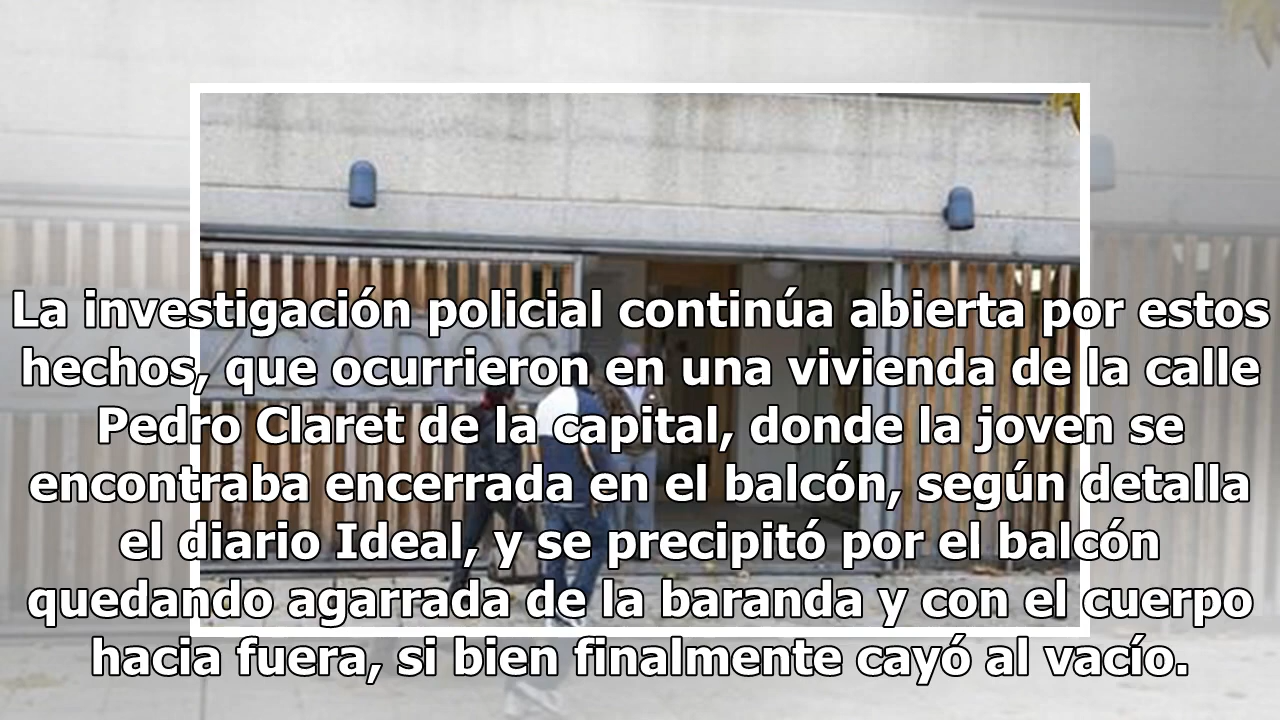 La investigación policial continúa abierta por estos
hechos, que ocurrieron en una vivienda de la calle
Pedro Claret de la capital, donde la joven se
encontraba encerrada en el balcón, según detalla
el diario Ideal, y se precipitó por el balcón
quedando agarrada de la baranda y con el cuerpo
hacia fuera, si bien finalmente cayó al vacío.